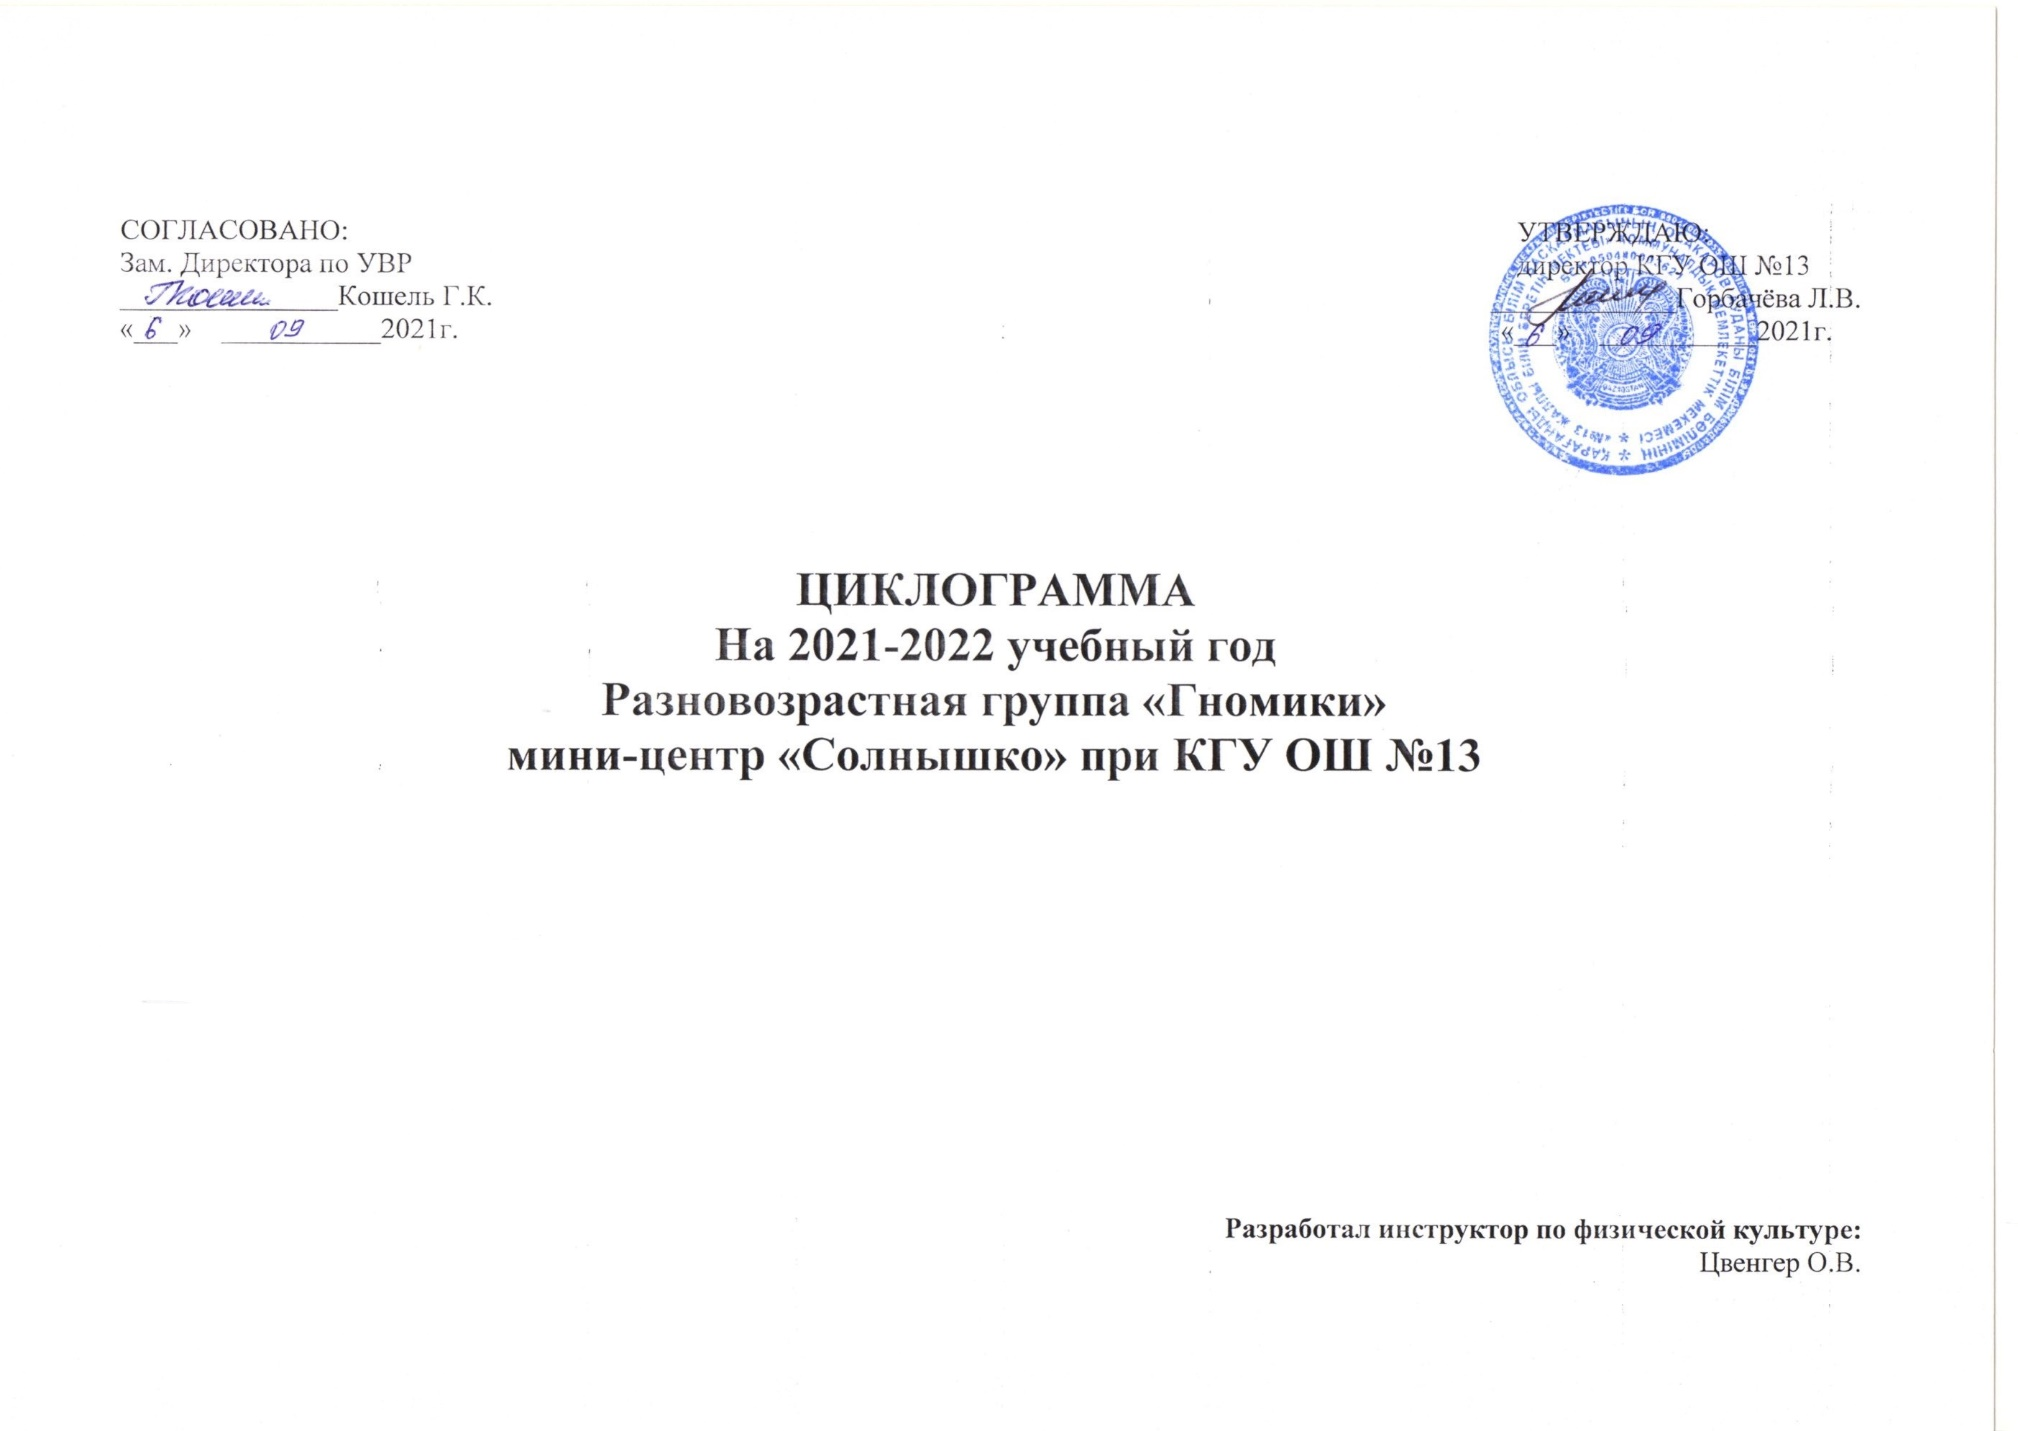 СОГЛАСОВАНО:
Зам. Директора по УВР
Кошель Г.К.
«6» 09 2021г.
УТВЕРЖДАЮ:
директор КГУ ОШ №13
Горбачёва Л.В.
«6» 09 2021г.
ЦИКЛОГРАММА
На 2021-2022 учебный год
Разновозрастная группа «Гномики»
мини-центр «Солнышко» при КГУ ОШ №13
Разработал инструктор по физической культуре:
Цвенгер О.В.